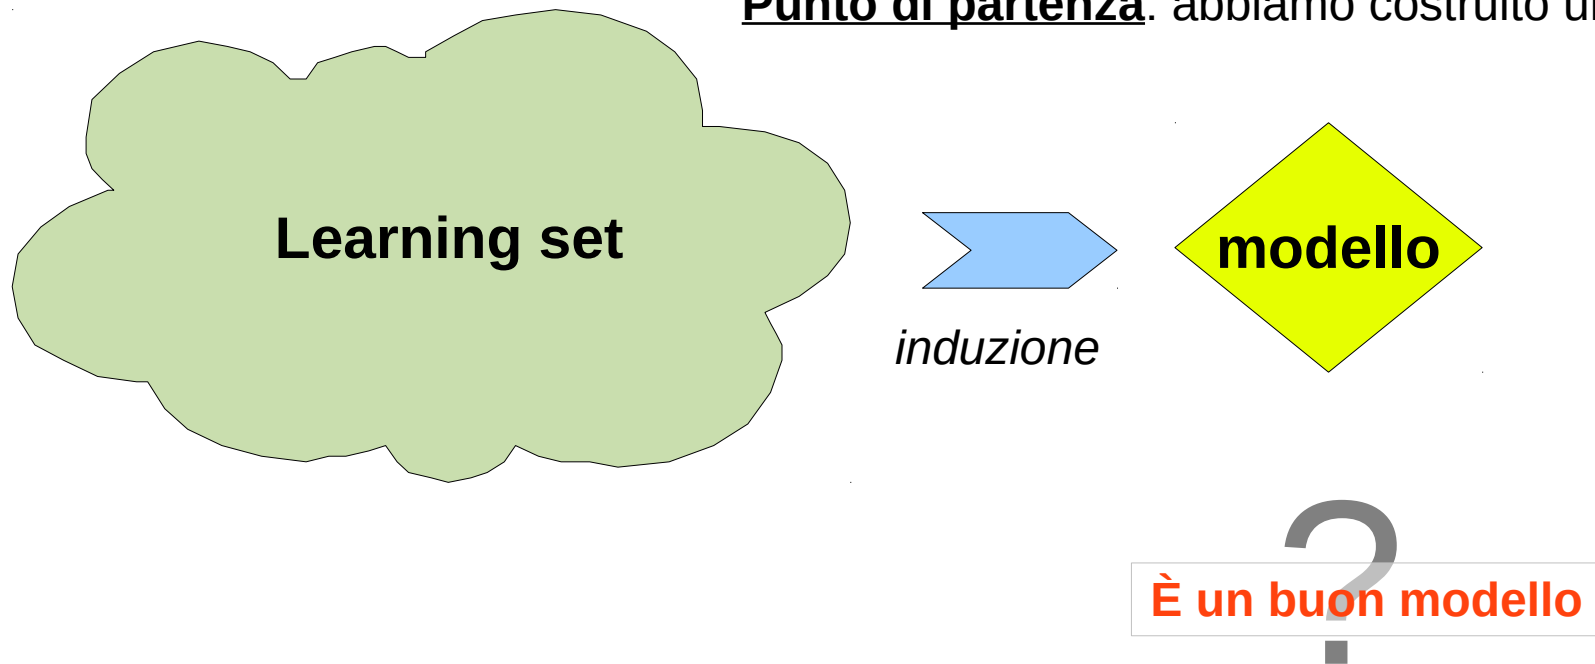 Punto di partenza: abbiamo costruito
Learning set
modello
induzione
?
È un buon modello